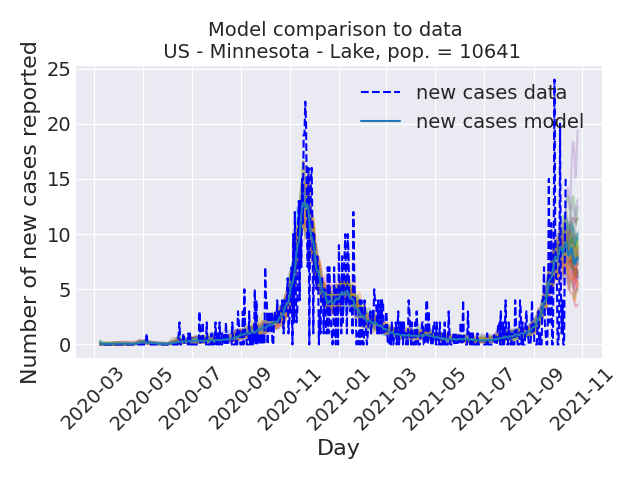 Model comparison to data
US - Minnesota - Lake, pop. = 10641
Number of new cases reported
25
20
15
10
5
0
new cases data
new cases model
2020-03
2020-05
2020-07
2020-09
2020-11
2021-01
2021-03
2021-05
2021-07
2021-09
2021-11
Day